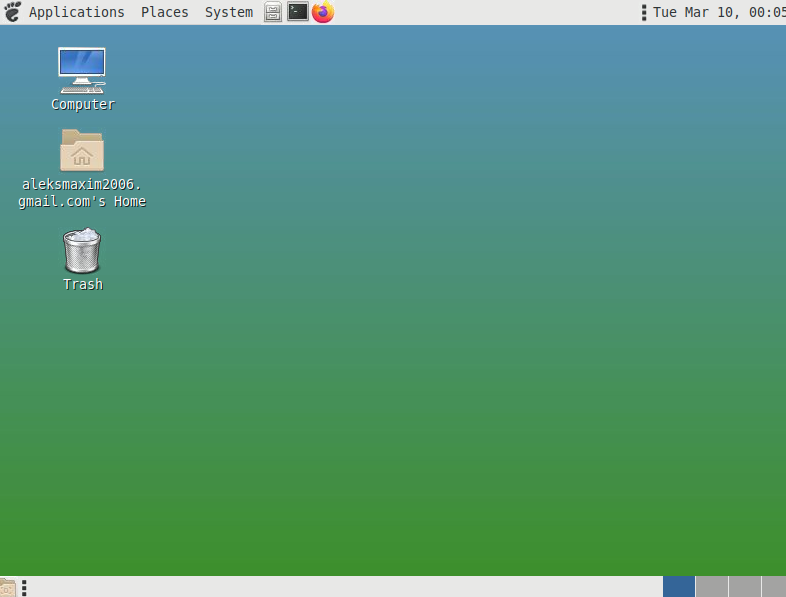 Applications Places System Tue Mar 10, 00:05
Computer
aleksmaxim2006.
gmail.com's Home
Trash